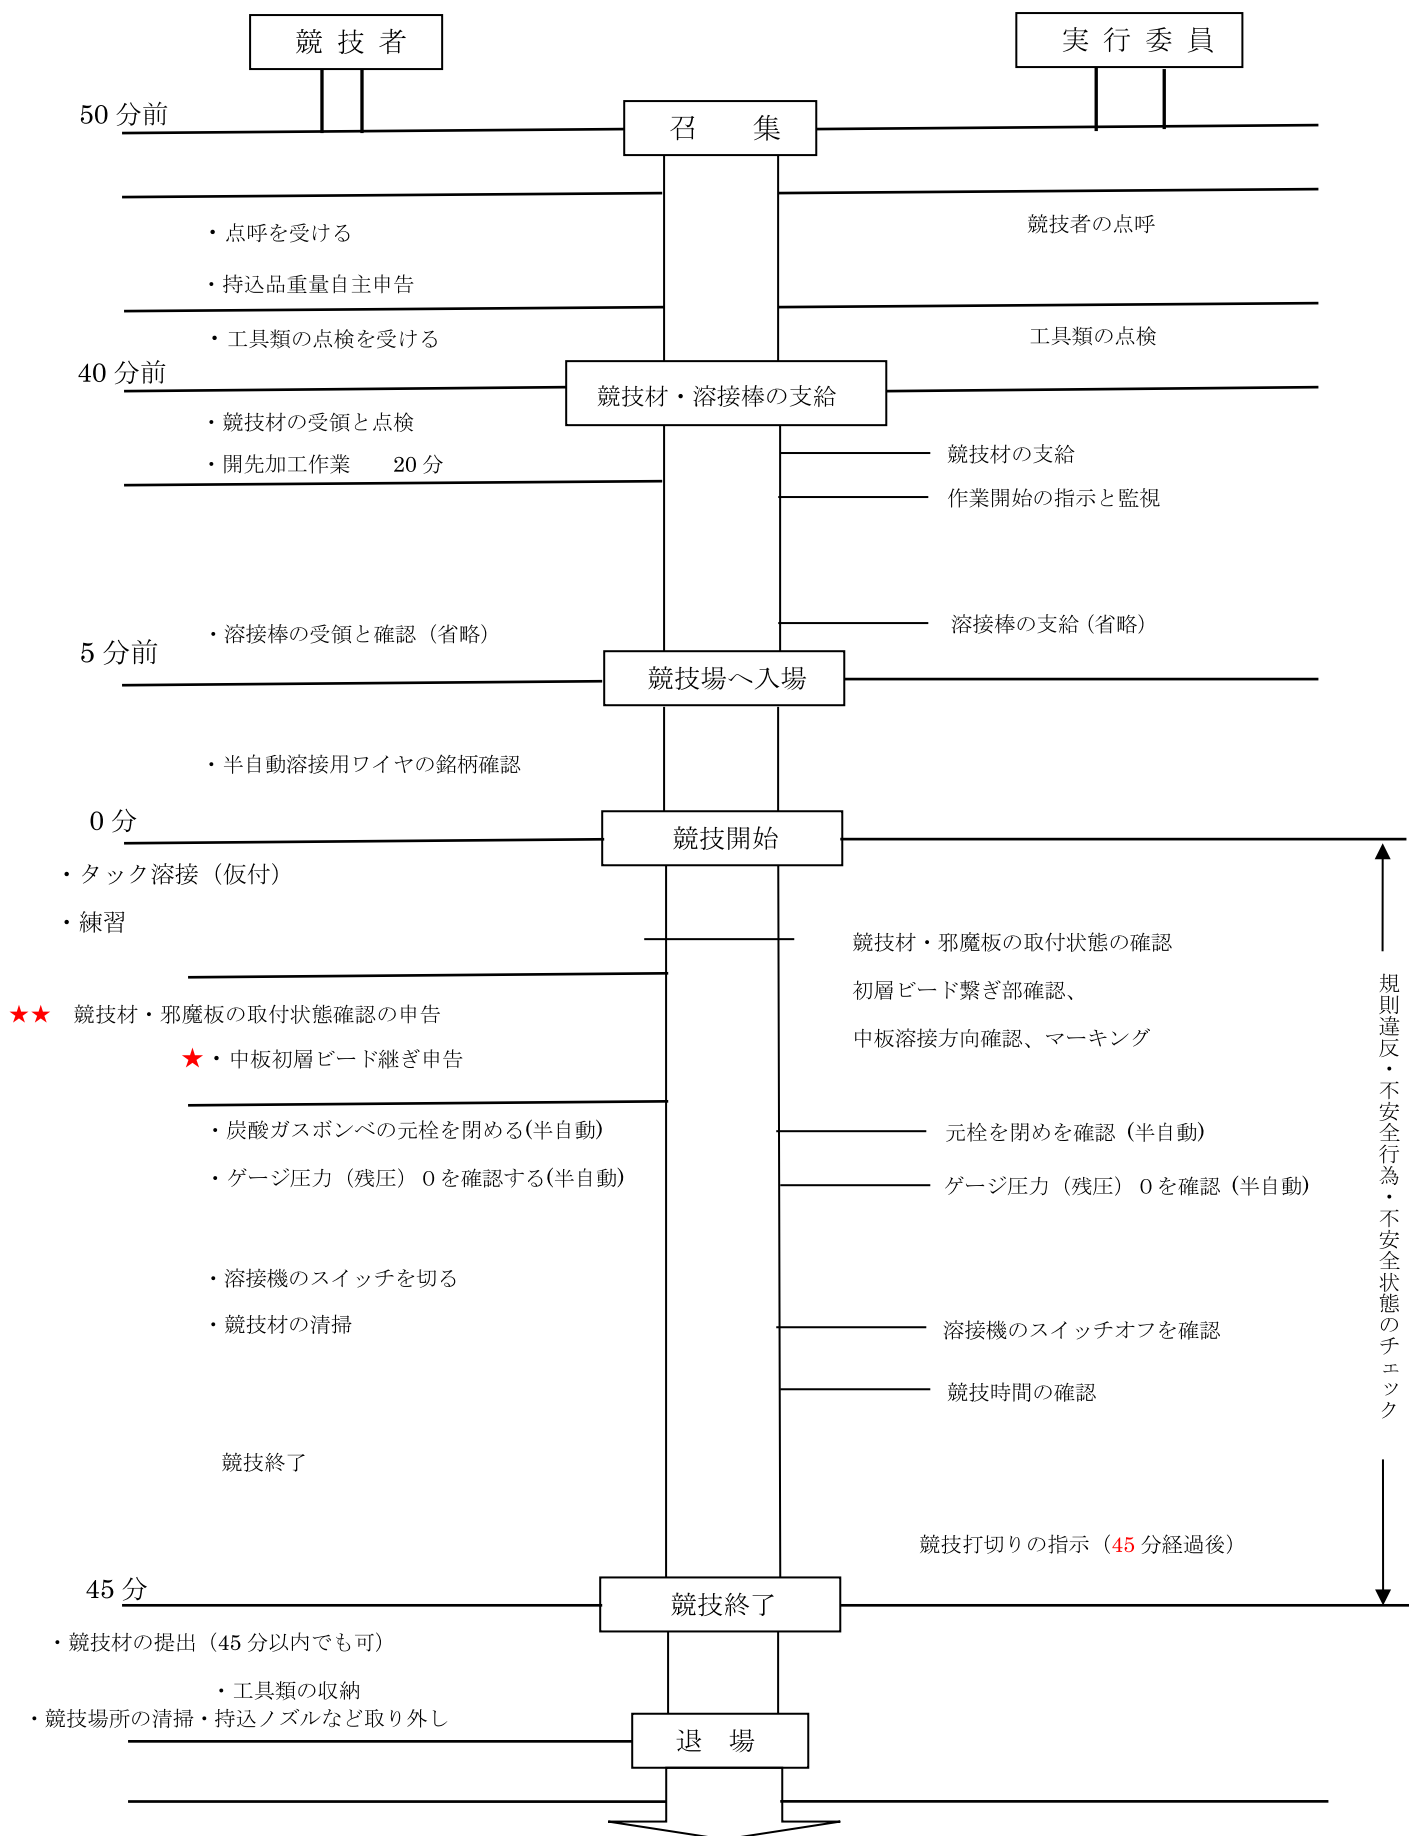 競 技 者
実 行 委 員
50 分前
召　　集
・点呼を受ける
競技者の点呼
・持込品重量自主申告
・工具類の点検を受ける
工具類の点検
40 分前
競技材・溶接棒の支給
・競技材の受領と点検
・開先加工作業　　20 分
競技材の支給
作業開始の指示と監視
・溶接棒の受領と確認（省略）
溶接棒の支給（省略）
5 分前
競技場へ入場
・半自動溶接用ワイヤの銘柄確認
0 分
競技開始
・タック溶接（仮付）
・練習
競技材・邪魔板の取付状態の確認
初層ビード繋ぎ部確認、
中板溶接方向確認、マーキング
★★　競技材・邪魔板の取付状態確認の申告
★・中板初層ビード継ぎ申告
・炭酸ガスボンベの元栓を閉める(半自動)
元栓を閉めを確認 (半自動)
・ゲージ圧力（残圧）０を確認する(半自動)
ゲージ圧力（残圧）０を確認 (半自動)
・溶接機のスイッチを切る
・競技材の清掃
溶接機のスイッチオフを確認
競技時間の確認
競技終了
競技打切りの指示（45 分経過後）
規則違反・不安全行為・不安全状態のチェック
45 分
競技終了
・競技材の提出（45 分以内でも可）
・工具類の収納
・競技場所の清掃・持込ノズルなど取り外し
退　場